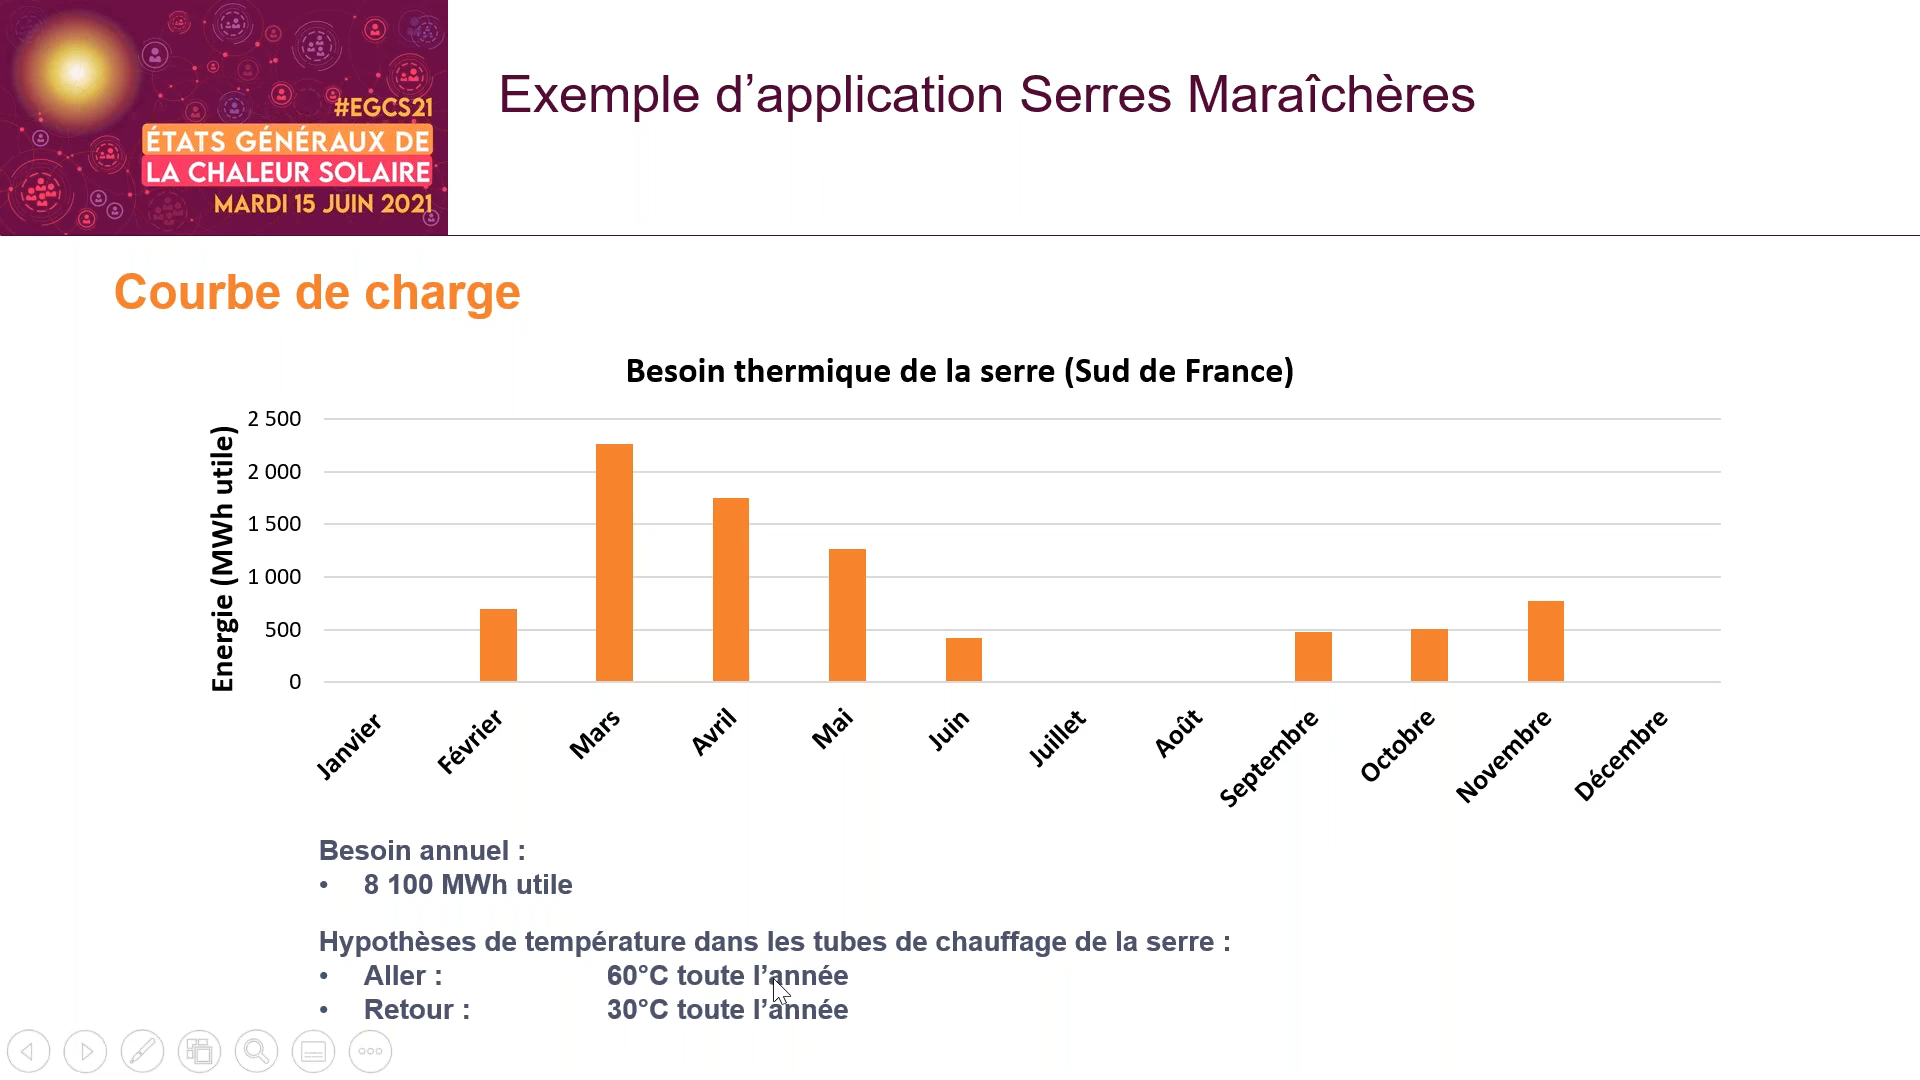 #EGCS21
ÉTATS GÉNÉRAUX DE
LA CHALEUR SOLAIRE
MARDI 15 JUIN 2021
Exemple d’application Serres Maraîchères
Courbe de charge
Besoin thermique de la serre (Sud de France)
Energie (MWh utile)
2 500
2 000
1 500
1 000
500
0
Janvier
Février
Mars
Avril
Mai
Juin
Juillet
Août
Septembre
Octobre
Novembre
Décembre
Besoin annuel :
• 8 100 MWh utile
Hypothèses de température dans les tubes de chauffage de la serre :
• Aller : 60°C toute l’année
• Retour : 30°C toute l’année